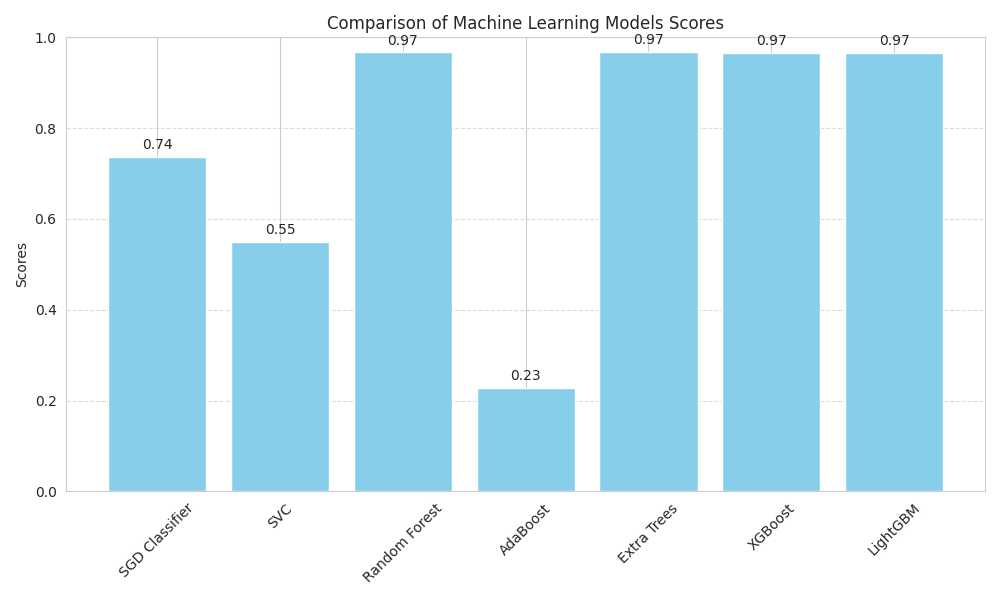 Comparison of Machine Learning Models Scores
Scores
1.0
0.8
0.6
0.4
0.2
0.0
0.74
0.55
0.97
0.23
0.97
0.97
0.97
SGD Classifier
SVC
Random Forest
AdaBoost
Extra Trees
XGBoost
LightGBM